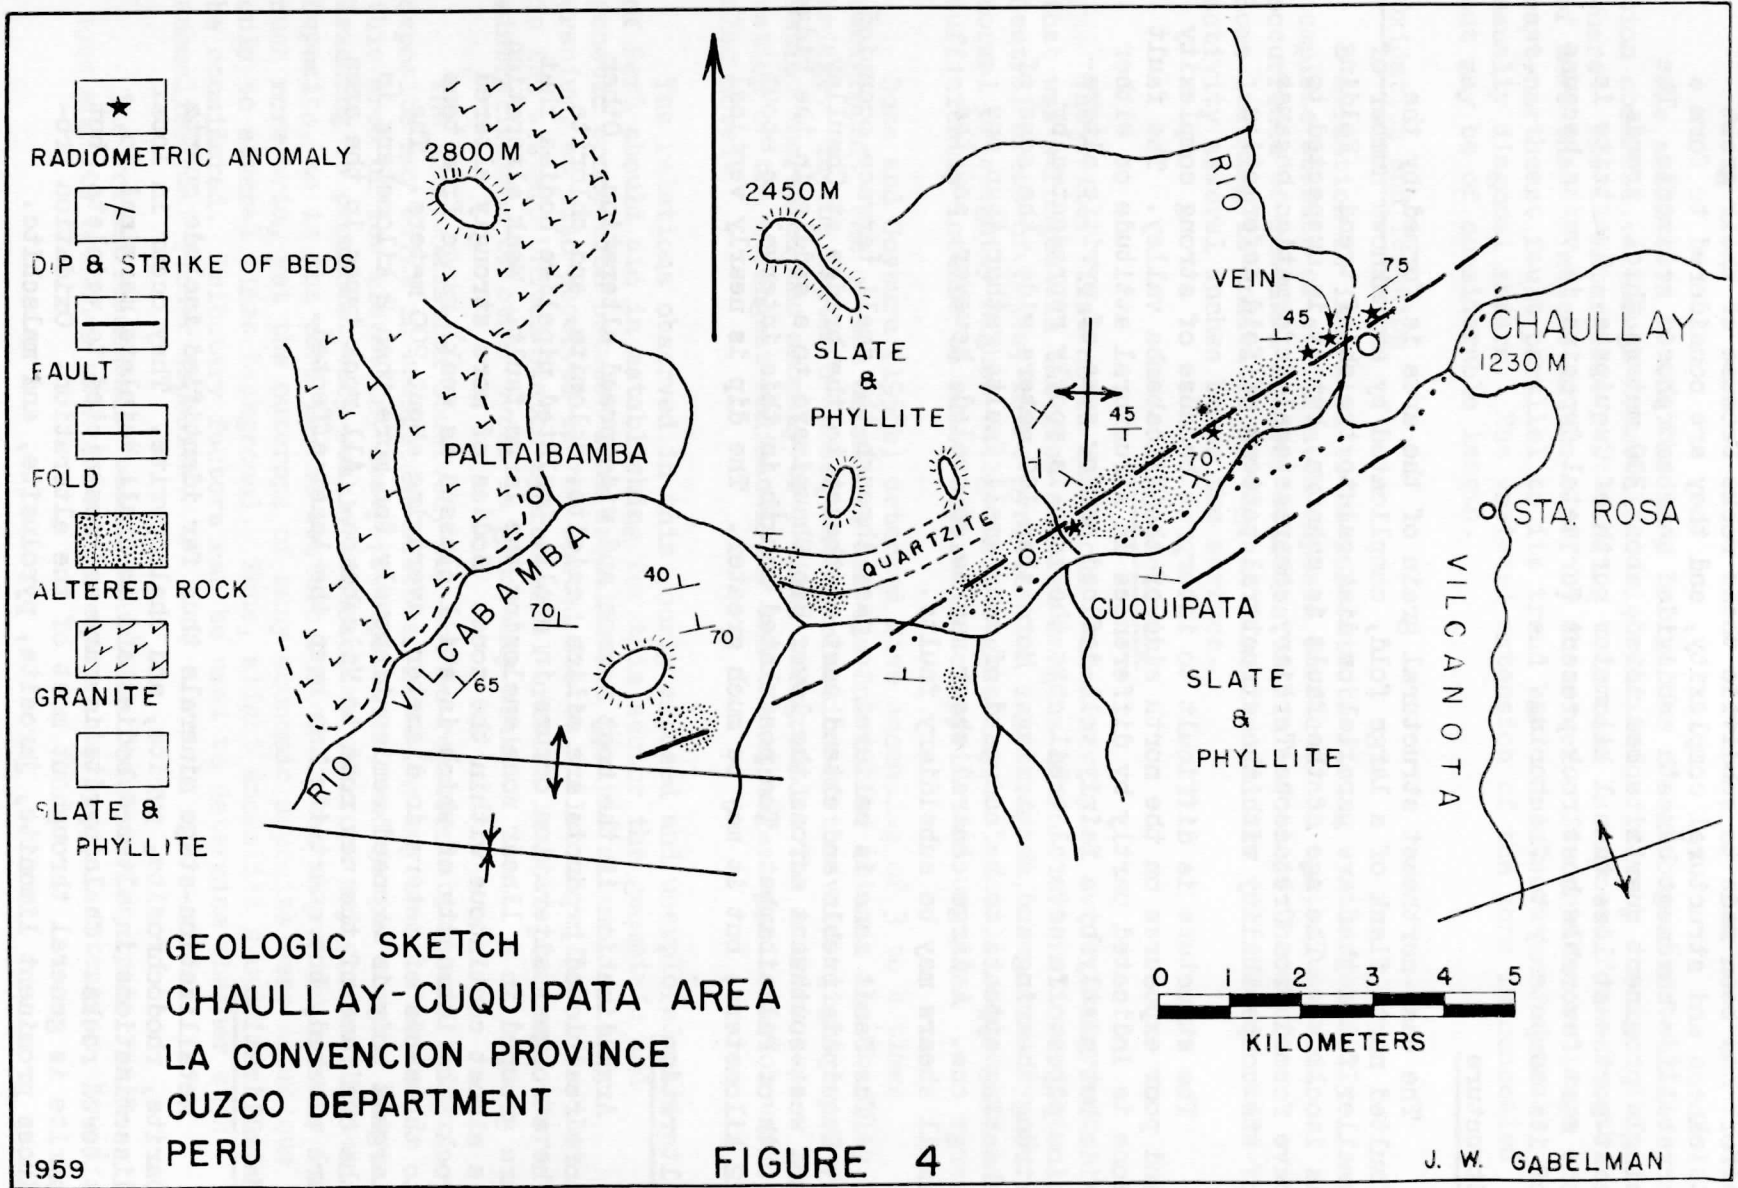 RADIOMETRIC ANOMALY
DIP & STRIKE OF BEDS
FAULT
FOLD
ALTERED ROCK
GRANITE
SLATE &
PHYLLITE
2800 M
2450 M
SLATE
&
PHYLLITE
RIO
VEIN
75
45
CHAULLAY
1230 M
45
70
PALTAIBAMBA
QUARTZITE
STA. ROSA
40
70
70
65
RIO VILCABAMBA
CUQUIPATA
SLATE
&
PHYLLITE
VILCANOTA
GEOLOGIC SKETCH
CHAULLAY-CUQUIPATA AREA
LA CONVENCION PROVINCE
CUZCO DEPARTMENT
PERU
0 1 2 3 4 5
KILOMETERS
1959
FIGURE 4
J. W. GABELMAN